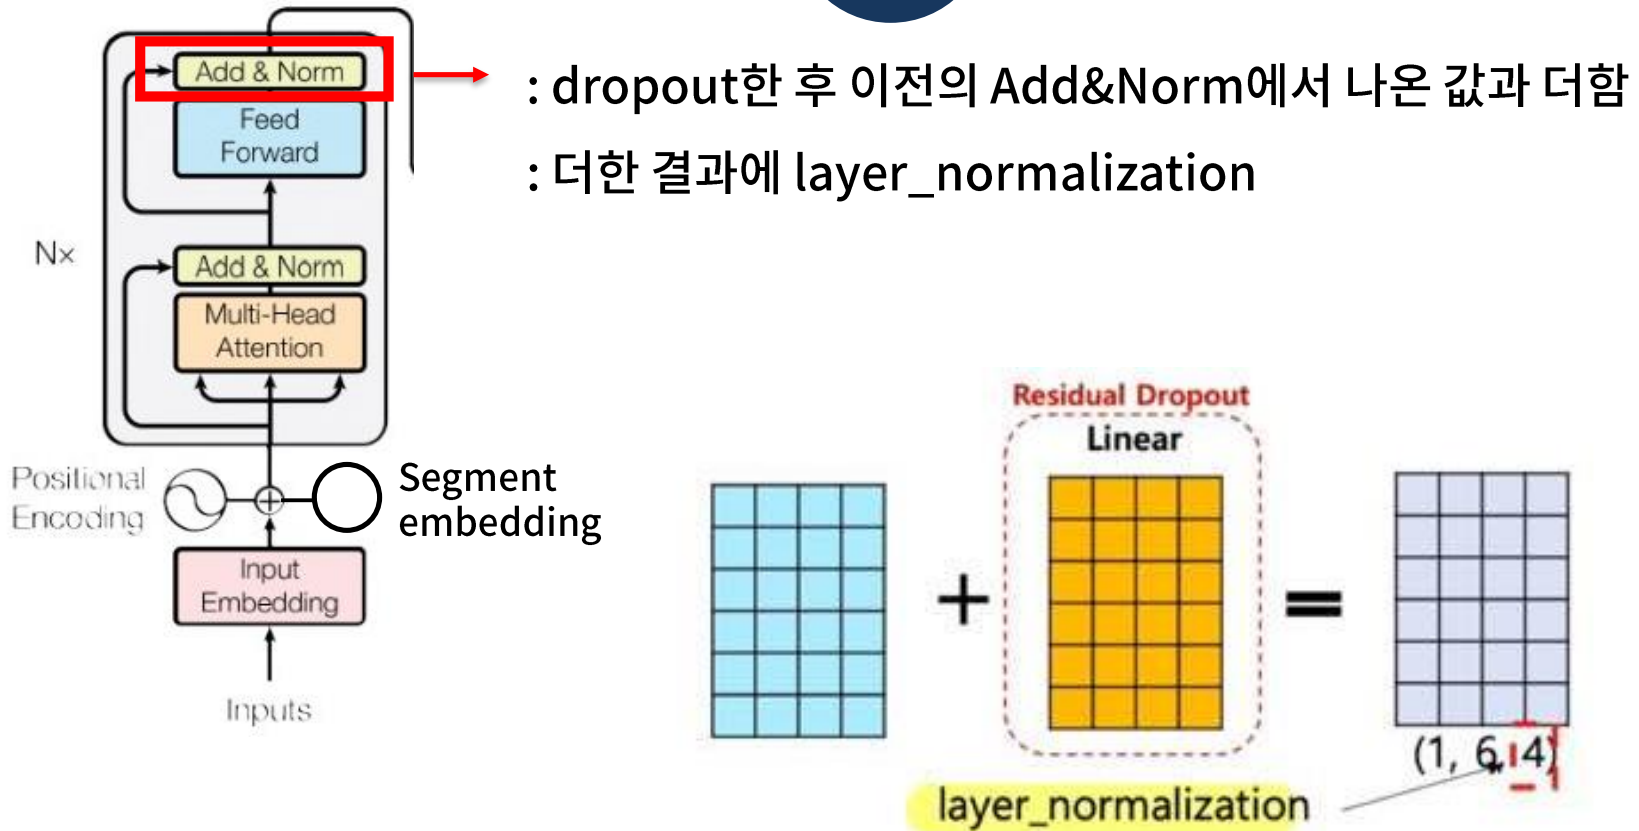 Add & Norm
Feed
Forward
Nx
Add & Norm
Multi-Head
Attention
Positional
Encoding
Segment
embedding
Input
Embedding
Inputs
: dropout한 후 이전의 Add&Norm에서 나온 값과 더함
: 더한 결과에 layer_normalization
Residual Dropout
Linear
+
=
(1, 6, 4)
layer_normalization